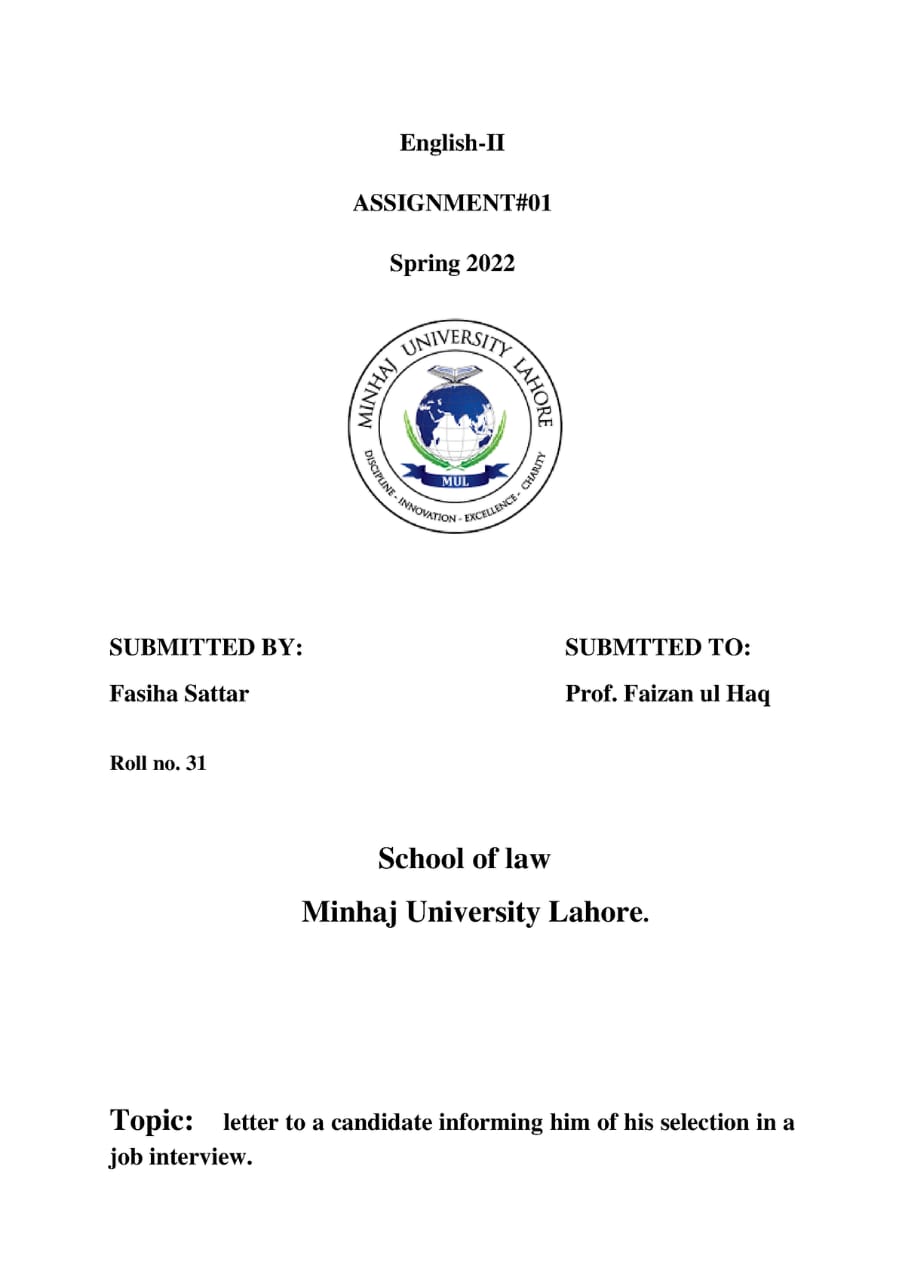 English-II
ASSIGNMENT#01
Spring 2022
MINHAJ UNIVERSITY LAHORE
MUL
DISCIPLINE - INNOVATION - EXCELLENCE - CHARITY
SUBMITTED BY: SUBMTTED TO:
Fasiha Sattar Prof. Faizan ul Haq
Roll no. 31
School of law
Minhaj University Lahore.
Topic: letter to a candidate informing him of his selection in a
job interview.